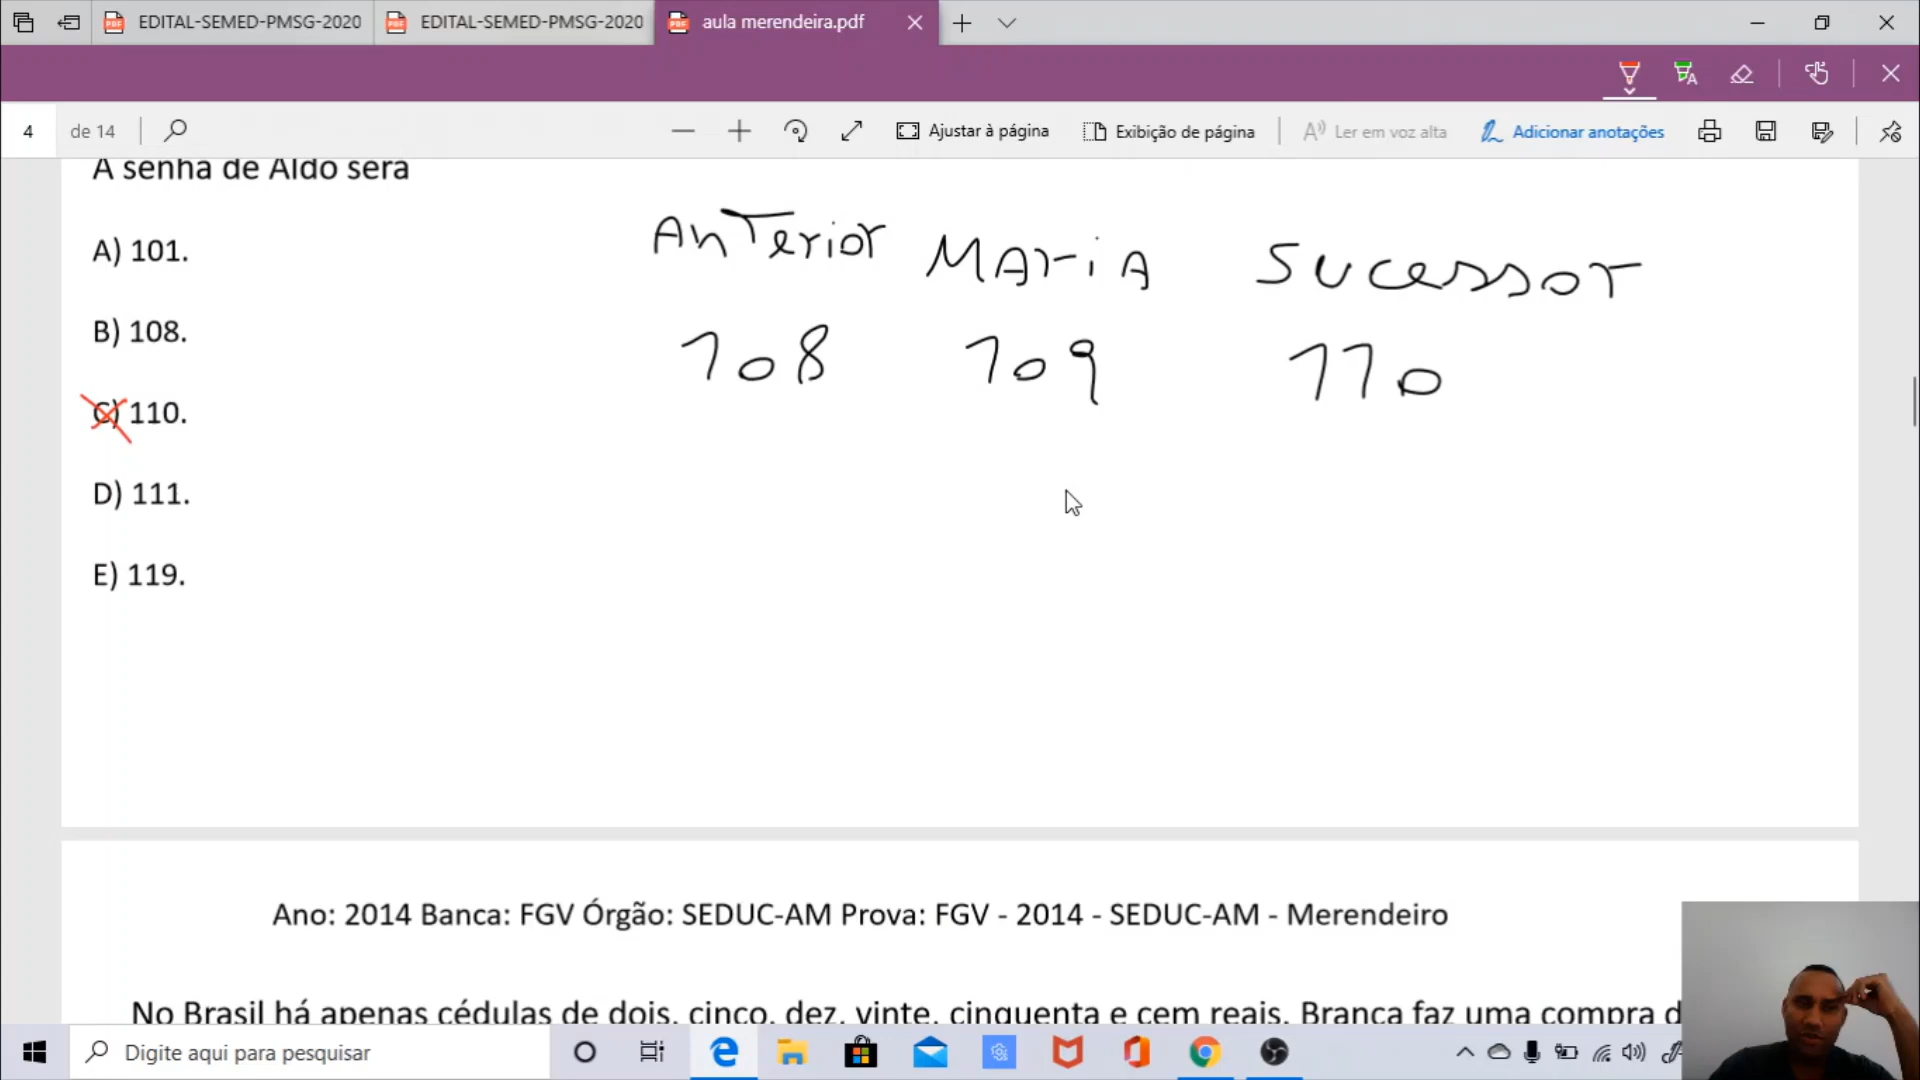 EDITAL-SEMED-PMSG-2020 EDITAL-SEMED-PMSG-2020 aula merendeira.pdf
4 de 14 Ajustar à página Exibição de página Ler em voz alta Adicionar anotações
A senha de Aldo será
Anterior Maria Sucessor
A) 101.
B) 108.
108 109 110
C) 110.
D) 111.
E) 119.
Ano: 2014 Banca: FGV Órgão: SEDUC-AM Prova: FGV - 2014 - SEDUC-AM - Merendeiro
No Brasil há apenas cédulas de dois, cinco, dez, vinte, cinquenta e cem reais. Branca faz uma compra d
Digite aqui para pesquisar